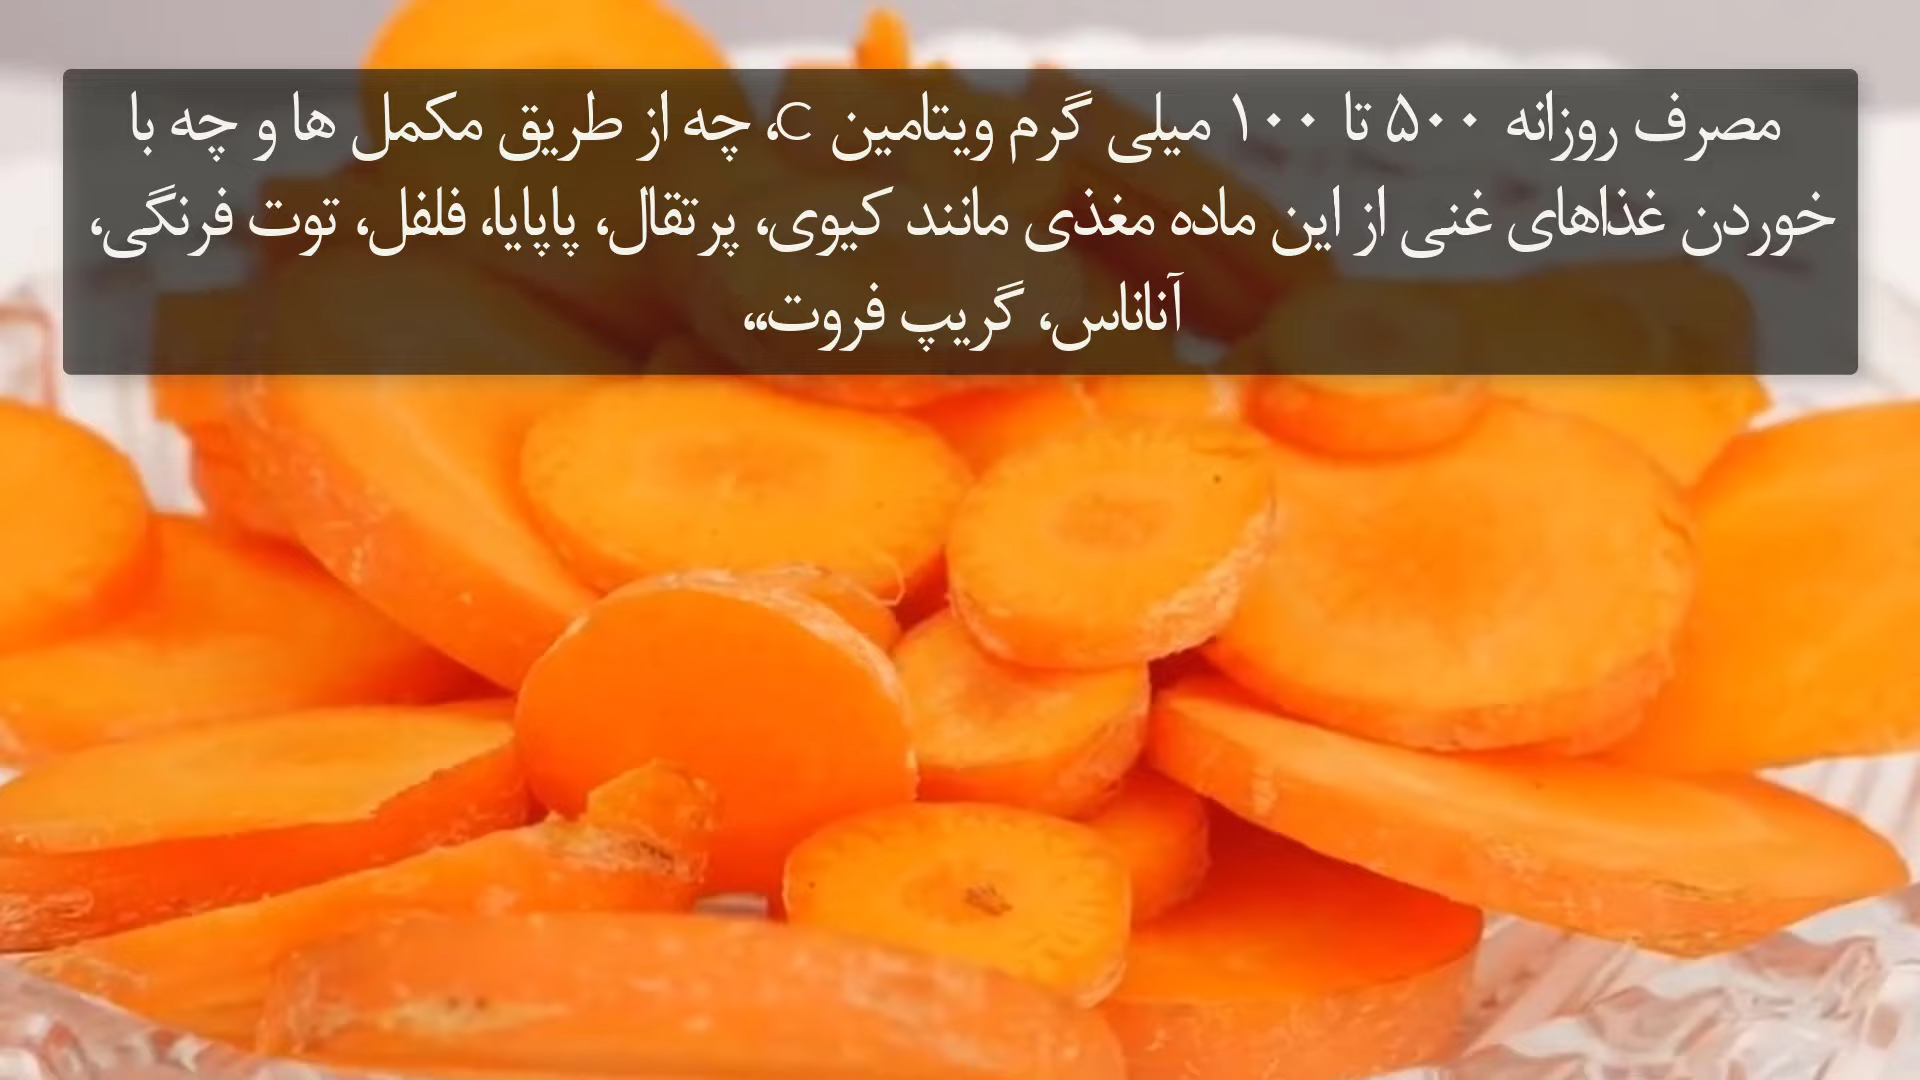 مصرف روزانه ۵۰۰ تا ۱۰۰ میلی گرم ویتامین C، چه از طریق مکمل ها و چه با
خوردن غذاهای غنی از این ماده مغذی مانند کیوی، پرتقال، پاپایا، فلفل، توت فرنگی،
آناناس، گریپ فروت،،